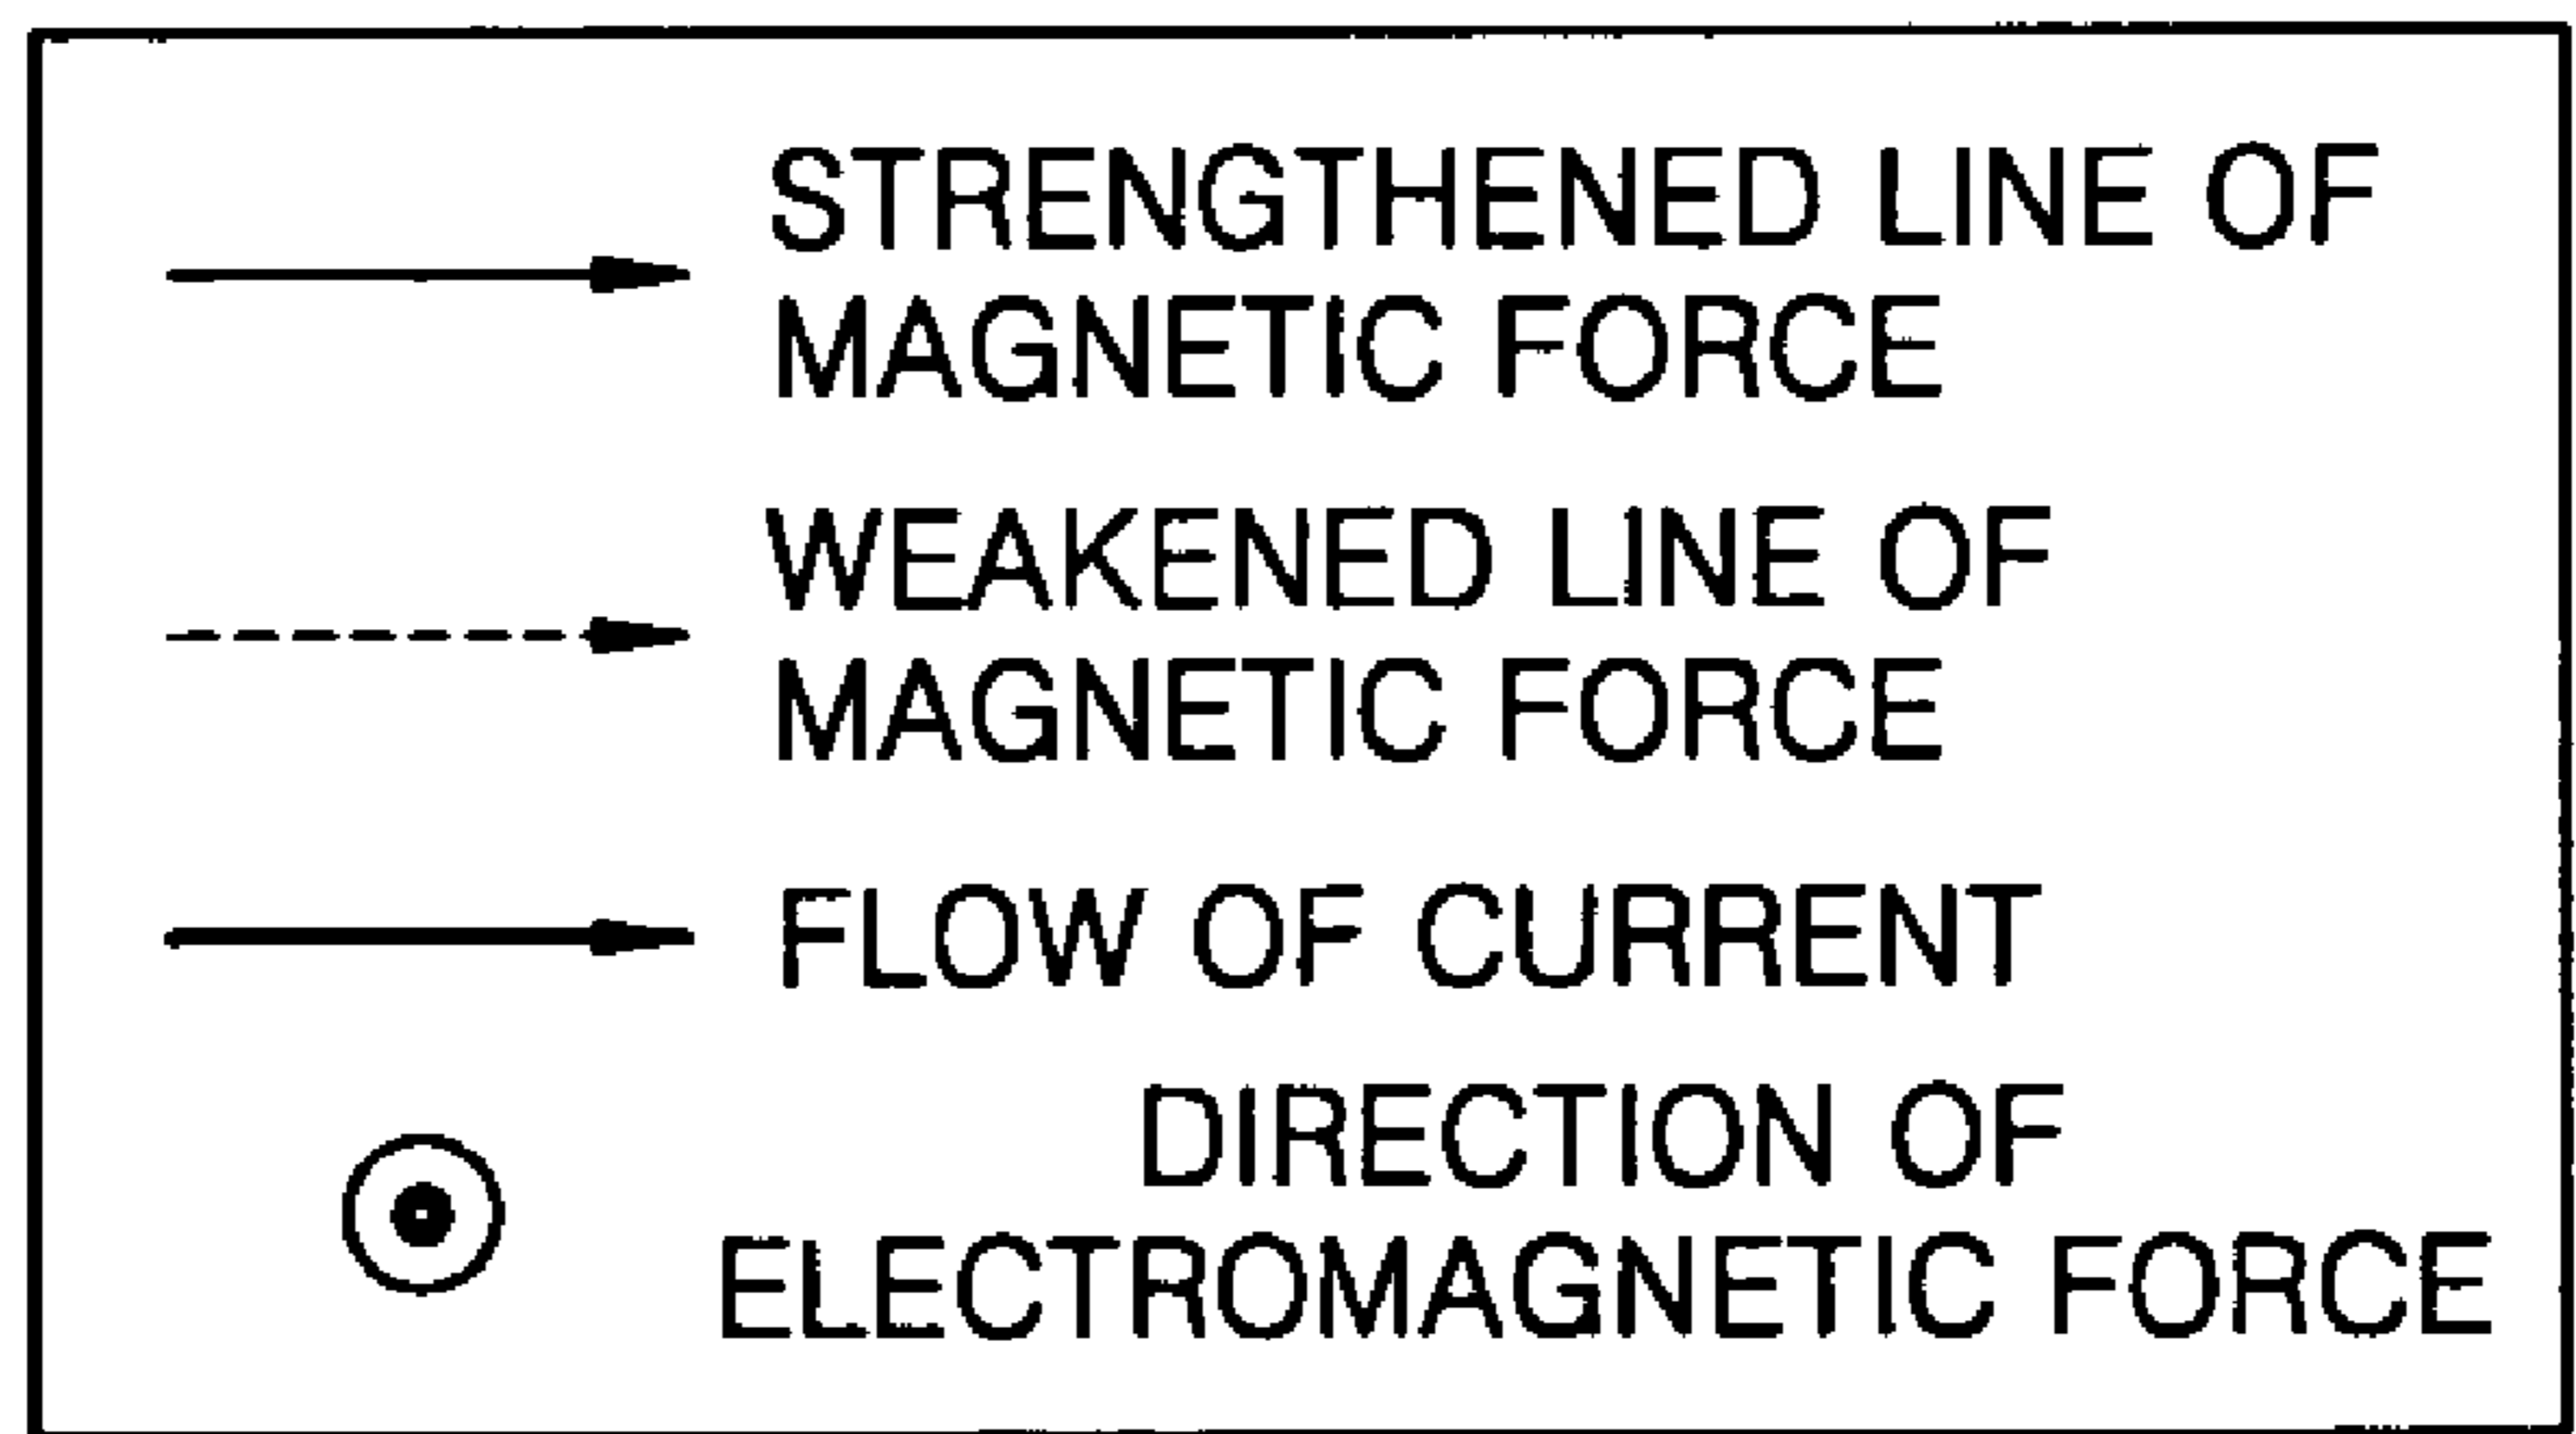 STRENGTHENED LINE OF
MAGNETIC FORCE
WEAKENED LINE OF
MAGNETIC FORCE
FLOW OF CURRENT
DIRECTION OF
ELECTROMAGNETIC FORCE